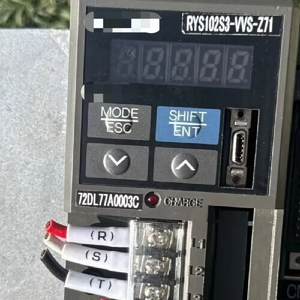 RYS102S3-VVS-Z71
MODE
ESC
SHIFT
ENT
72DL77A0003C
CHARGE
(R)
(S)
(T)